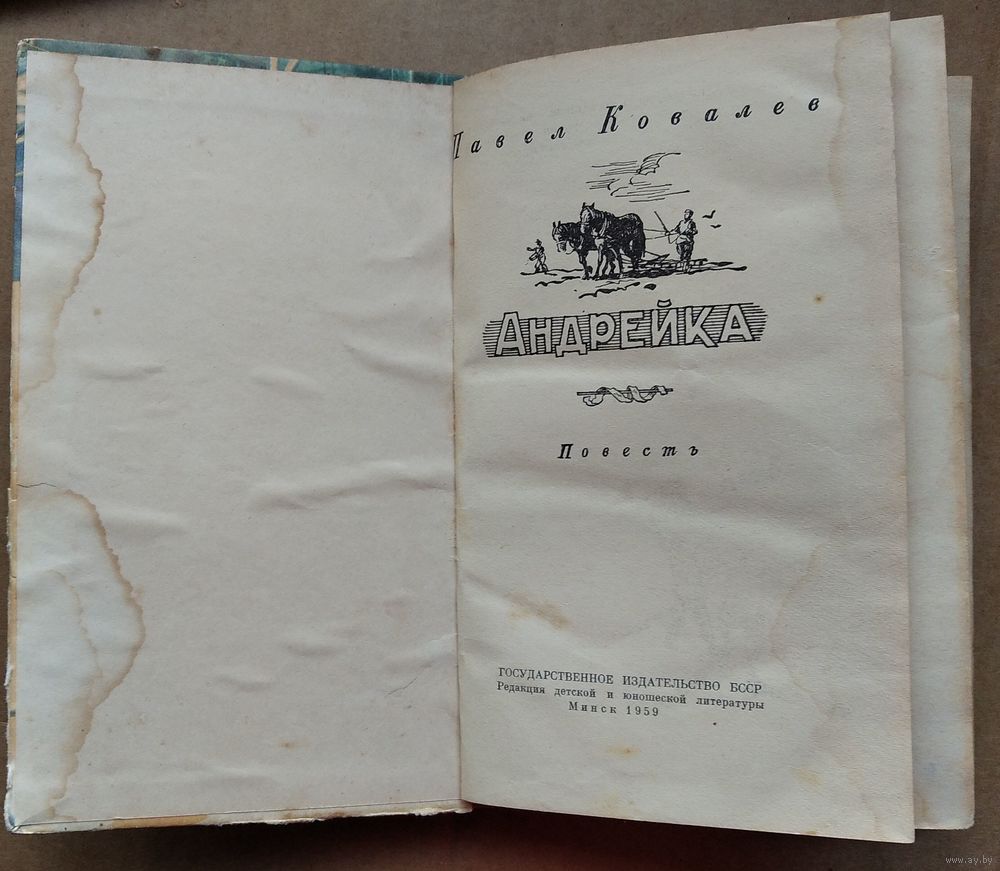 Павел Ковалев
АНДРЕЙКА
Повесть
ГОСУДАРСТВЕННОЕ ИЗДАТЕЛЬСТВО БССР
Редакция детской и юношеской литературы
Минск 1959
www.ay.by